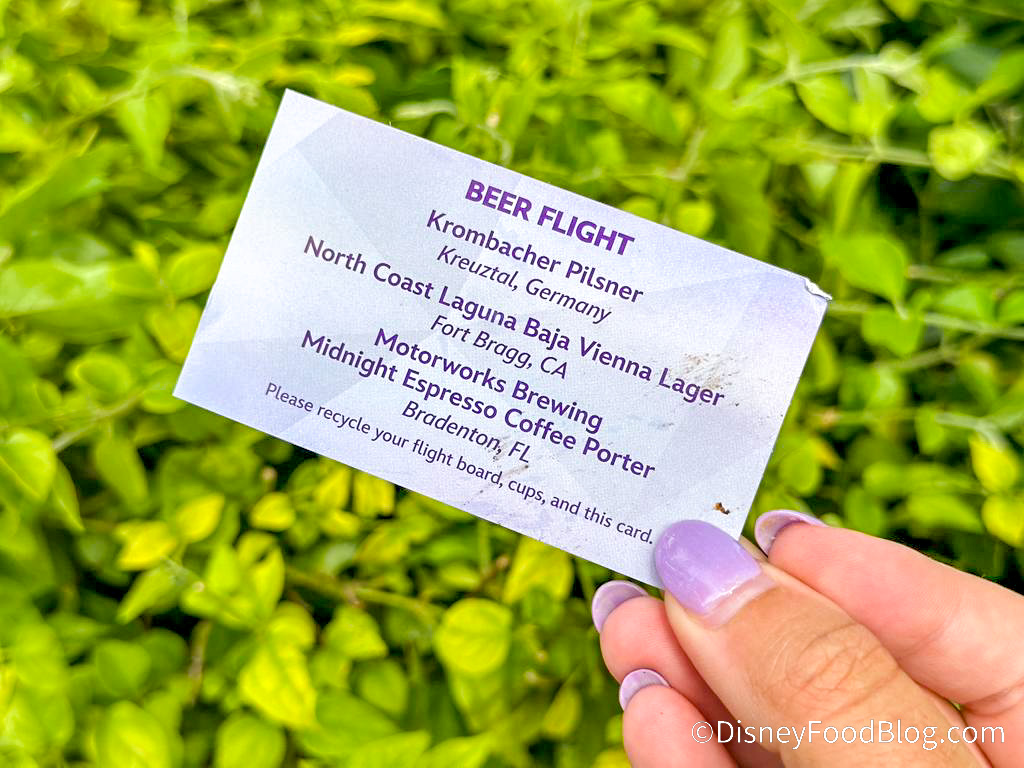 BEER FLIGHT
Krombacher Pilsner
Kreuztal, Germany
North Coast Laguna Baja Vienna Lager
Fort Bragg, CA
Motorworks Brewing
Midnight Espresso Coffee Porter
Bradenton, FL
Please recycle your flight board, cups, and this card.
©DisneyFoodBlog.com